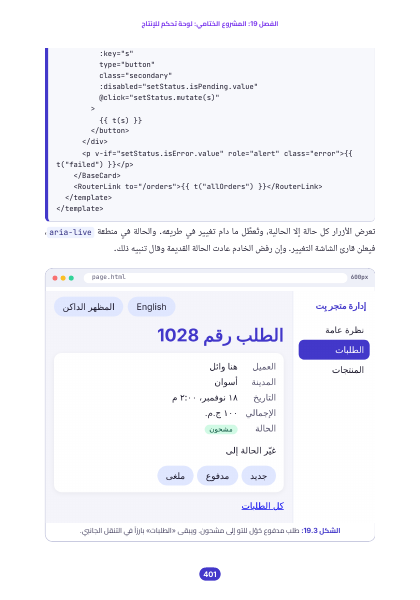 الفصل 19: المشروع الختامي: لوحة تحكم للإنتاج
:key="s"
type="button"
class="secondary"
:disabled="setStatus.isPending.value"
@click="setStatus.mutate(s)"
>
{{ t(s) }}
</button>
</div>
<p v-if="setStatus.isError.value" role="alert" class="error">{{
t("failed") }}</p>
</BaseCard>
<RouterLink to="/orders">{{ t("allOrders") }}</RouterLink>
</template>
</template>
تعرض الأزرار كل حالة إلا الحالية، وتُعطَّل ما دام تغيير في طريقه. والحالة في منطقة aria-live،
فيعلن قارئ الشاشة التغيير. وإن رفض الخادم عادت الحالة القديمة وقال تنبيه ذلك.
page.html
600px
إدارة متجر بِت
نظرة عامة
الطلبات
المنتجات
English
المظهر الداكن
الطلب رقم 1028
العميل هنا وائل
المدينة أسوان
التاريخ ١٨ نوفمبر، ٢:٠٠ م
الإجمالي ١٠٠ ج.م.
الحالة مشحون
غيّر الحالة إلى
جديد مدفوع ملغى
كل الطلبات
الشكل 19.3: طلب مدفوع حُوّل للتو إلى مشحون، ويبقى «الطلبات» بارزاً في التنقل الجانبي.
401